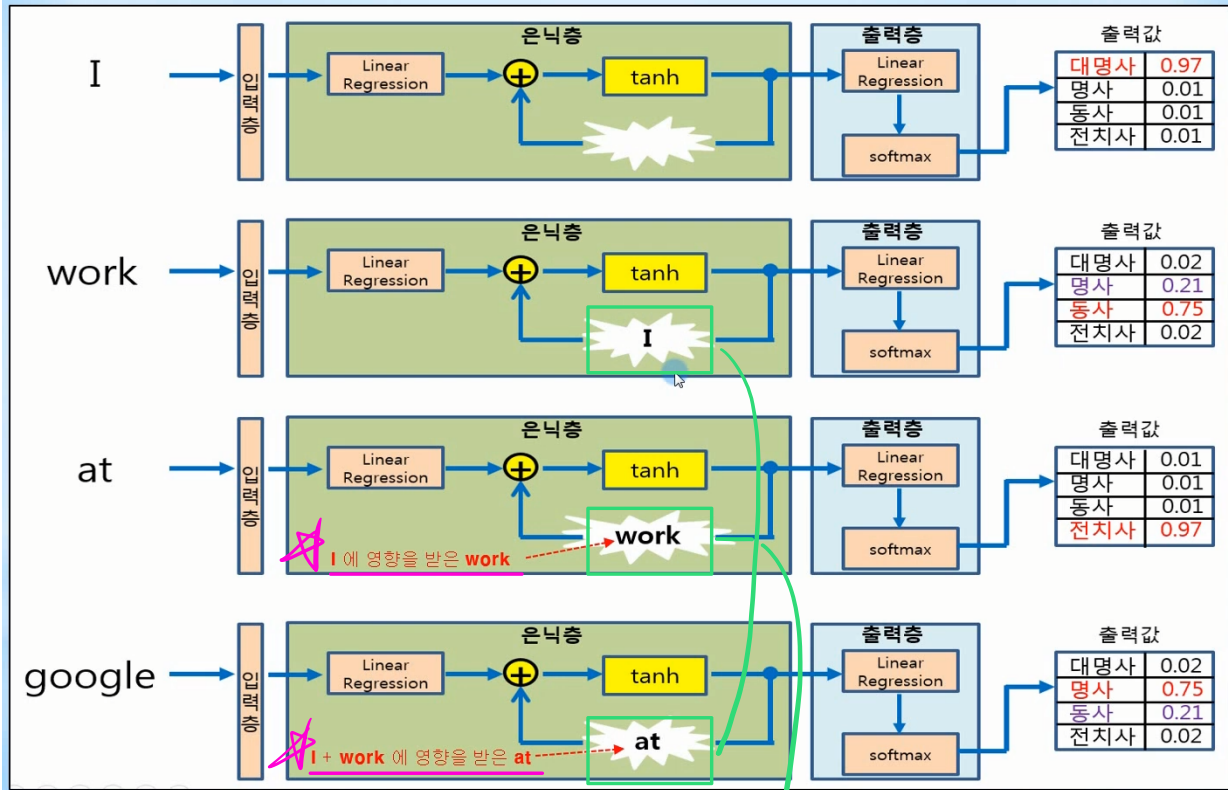 은닉층
출력층
출력값
I
입력층
Linear Regression
+
tanh
Linear Regression
softmax
대명사 0.97
명사 0.01
동사 0.01
전치사 0.01
은닉층
출력층
출력값
work
입력층
Linear Regression
+
tanh
I
Linear Regression
softmax
대명사 0.02
명사 0.21
동사 0.75
전치사 0.02
은닉층
출력층
출력값
at
입력층
Linear Regression
+
tanh
work
I 에 영향을 받은 work
Linear Regression
softmax
대명사 0.01
명사 0.01
동사 0.01
전치사 0.97
은닉층
출력층
출력값
google
입력층
Linear Regression
+
tanh
at
I + work 에 영향을 받은 at
Linear Regression
softmax
대명사 0.02
명사 0.75
동사 0.21
전치사 0.02